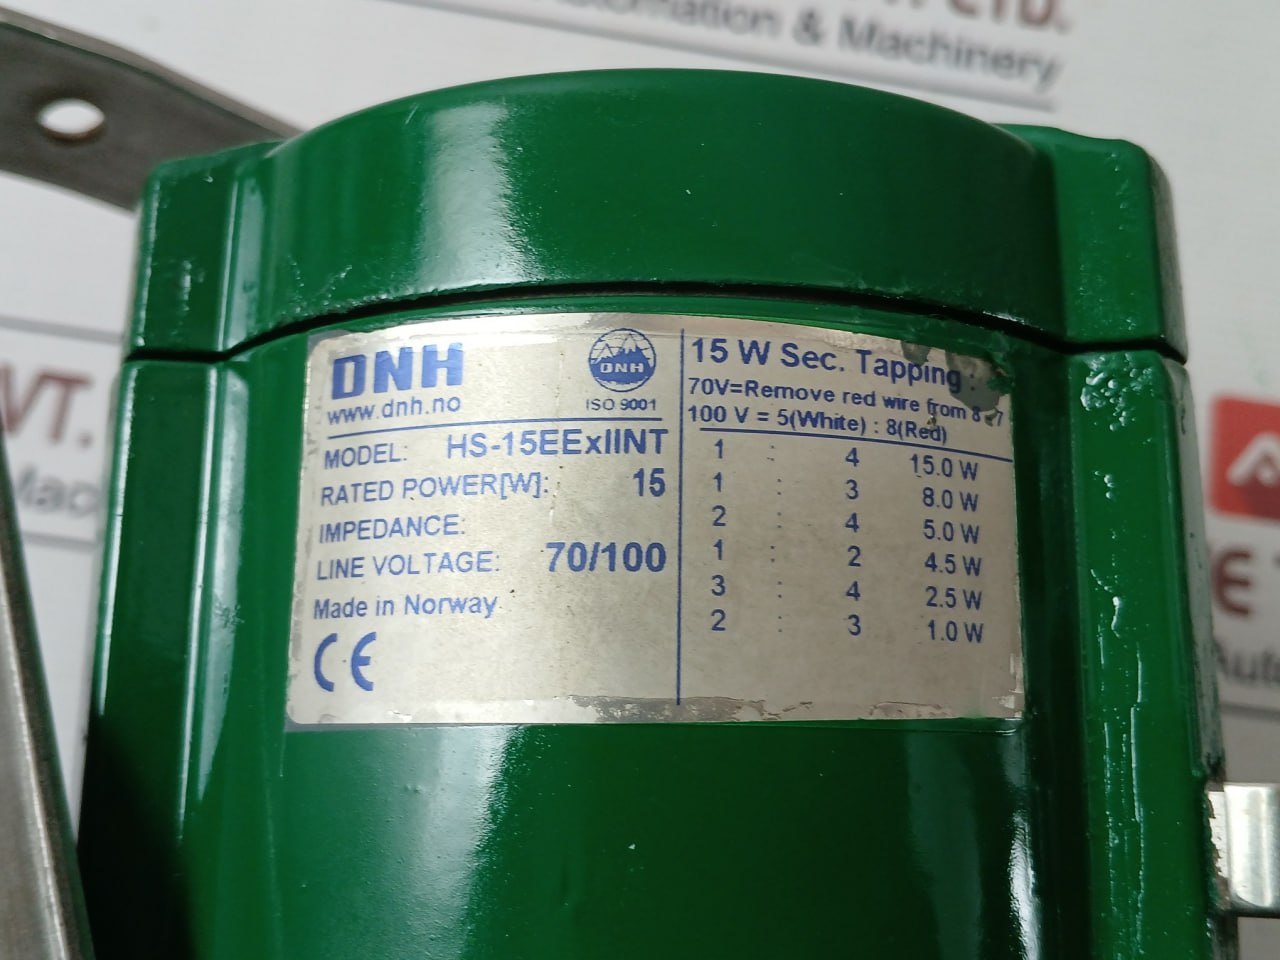 LTD.
Automation & Machinery
VT.
DNH
www.dnh.no
DNH
ISO 9001
MODEL: HS-15EExIINT
RATED POWER[W]: 15
IMPEDANCE:
LINE VOLTAGE: 70/100
Made in Norway
CE
15 W Sec. Tapping :
70V=Remove red wire from 8
100 V = 5(White) : 8(Red)
1 : 4 15.0 W
1 : 3 8.0 W
2 : 4 5.0 W
1 : 2 4.5 W
3 : 4 2.5 W
2 : 3 1.0 W